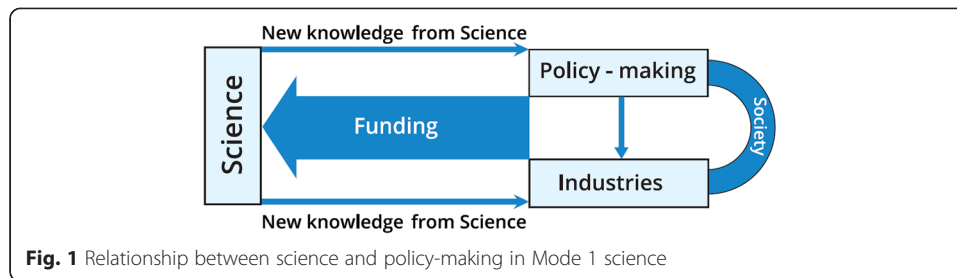 New knowledge from Science
Science
Policy - making
Funding
Society
Industries
New knowledge from Science
Fig. 1 Relationship between science and policy-making in Mode 1 science